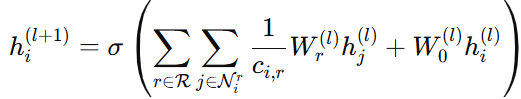 $$h_i^{(l+1)} = \sigma \left( \sum_{r \in \mathcal{R}} \sum_{j \in \mathcal{N}_i^r} \frac{1}{c_{i,r}} W_r^{(l)} h_j^{(l)} + W_0^{(l)} h_i^{(l)} \right)$$